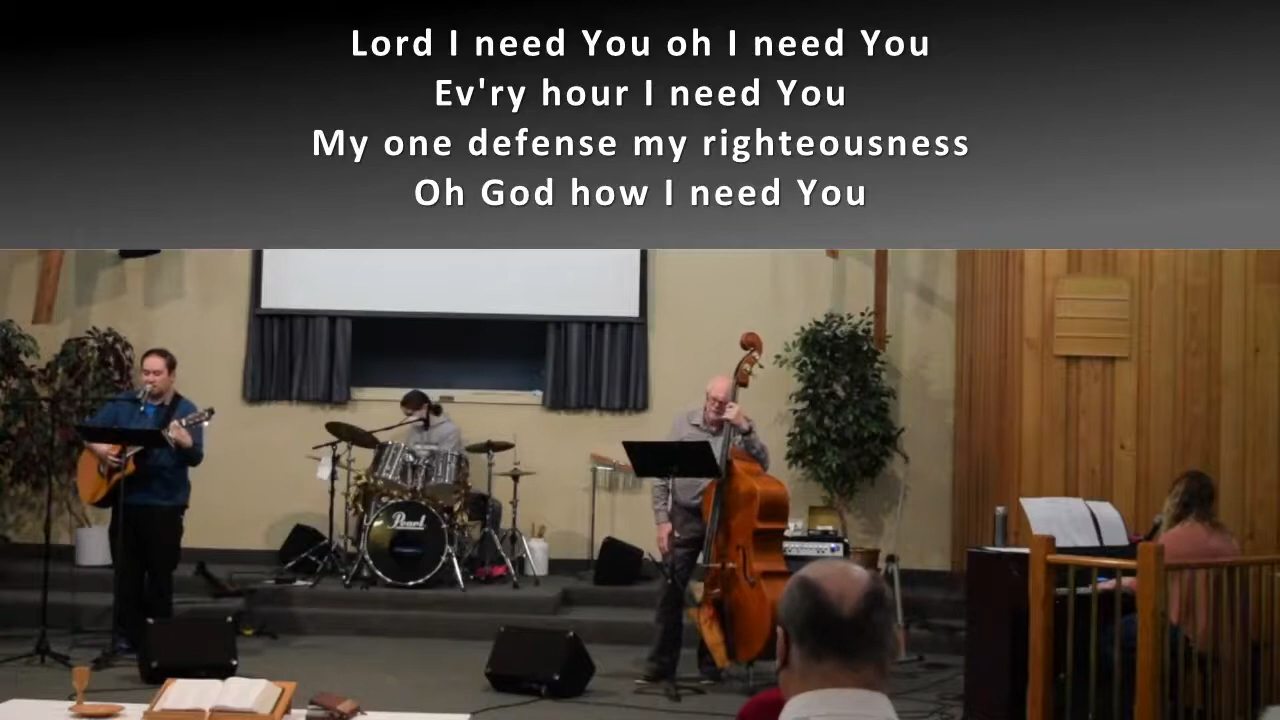 Lord I need You oh I need You
Ev'ry hour I need You
My one defense my righteousness
Oh God how I need You
Pearl